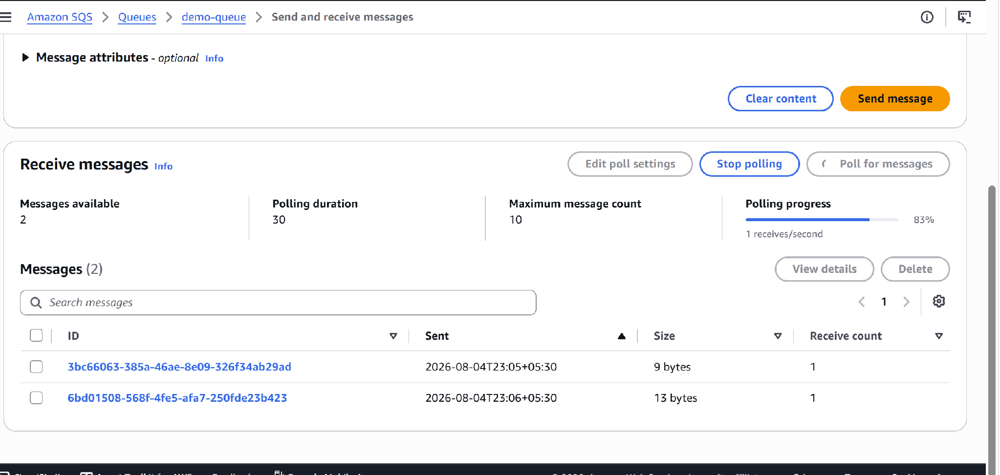 Amazon SQS > Queues > demo-queue > Send and receive messages
Message attributes - optional Info
Clear content Send message
Receive messages Info Edit poll settings Stop polling Poll for messages
Messages available Polling duration Maximum message count Polling progress
2 30 10 83%
1 receives/second
Messages (2) View details Delete
Search messages 1
ID Sent Size Receive count
3bc66063-385a-46ae-8e09-326f34ab29ad 2026-08-04T23:05+05:30 9 bytes 1
6bd01508-568f-4fe5-afa7-250fde23b423 2026-08-04T23:06+05:30 13 bytes 1